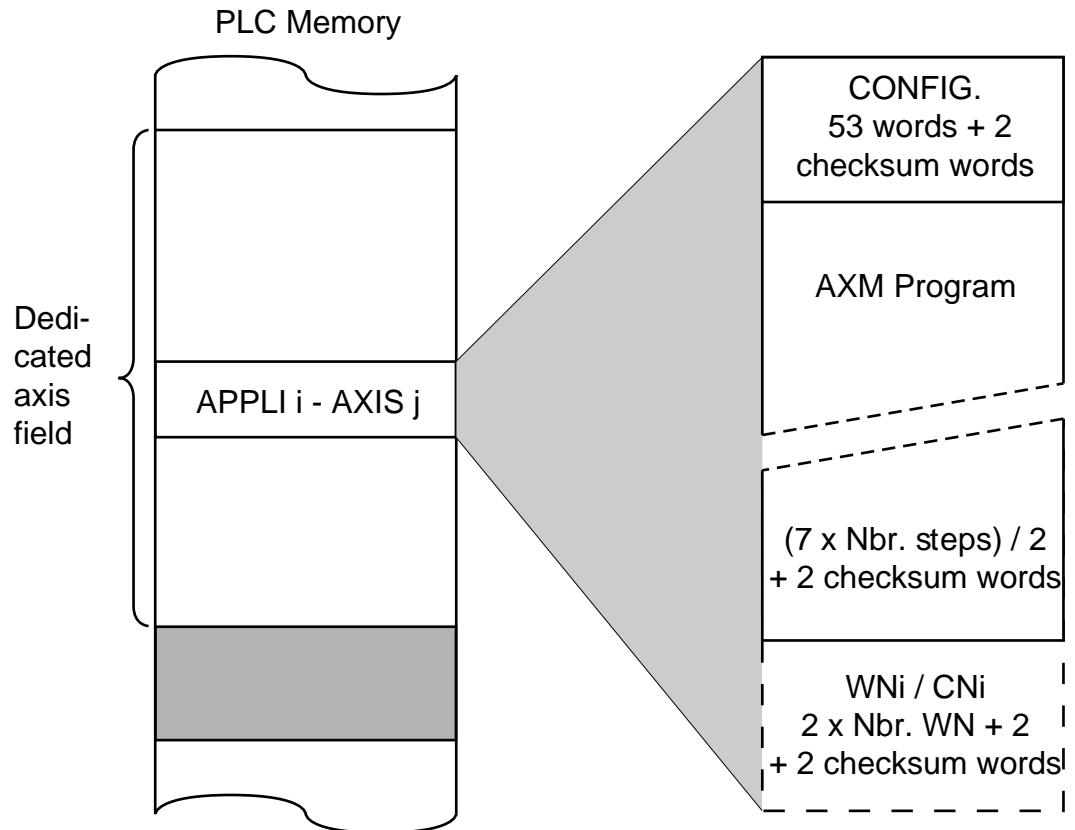 PLC Memory
Dedi-
cated
axis
field
APPLI i - AXIS j
CONFIG.
53 words + 2
checksum words
AXM Program
(7 x Nbr. steps) / 2
+ 2 checksum words
WNi / CNi
2 x Nbr. WN + 2
+ 2 checksum words